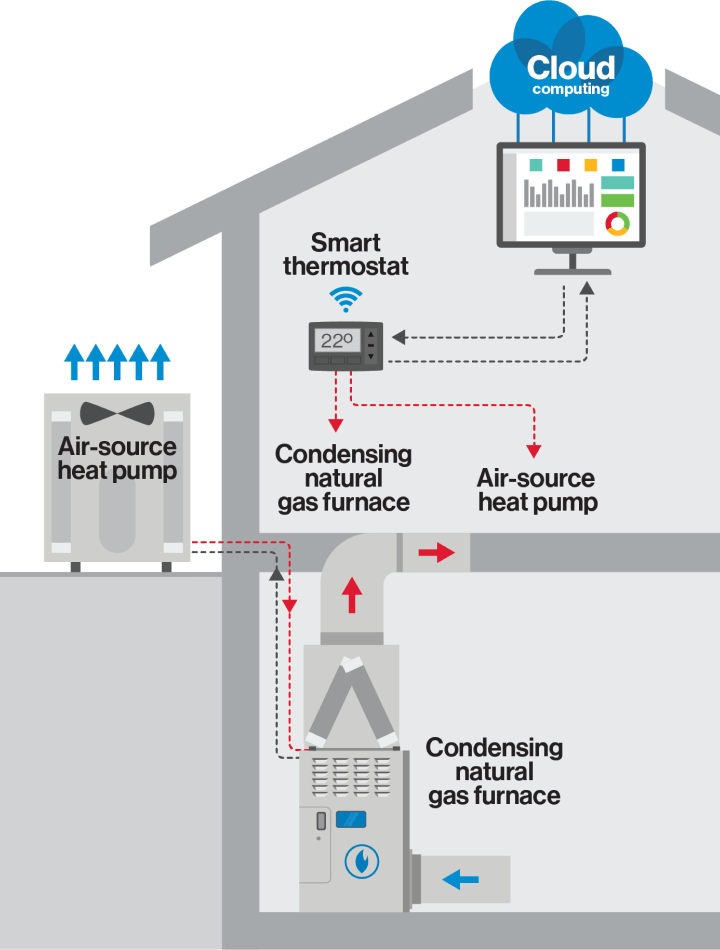 Cloud
computing
Smart
thermostat
22º
Air-source
heat pump
Condensing
natural
gas furnace
Air-source
heat pump
Condensing
natural
gas furnace